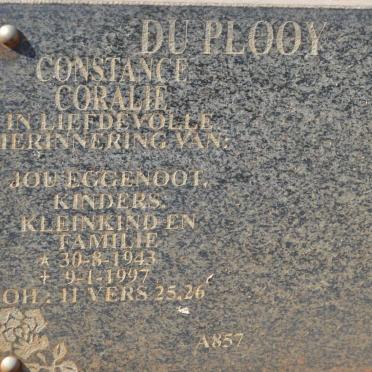 DU PLOOY
CONSTANCE
CORALIE
IN LIEFDEVOLLE
HERINNERING VAN:
JOU EGGENOOT,
KINDERS,
KLEINKIND EN
FAMILIE
★ 30-8-1943
+ 9-1-1997
OH.: 11 VERS 25,26
A857